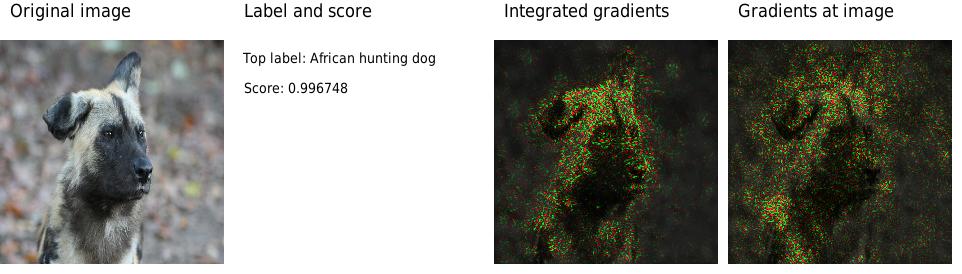 Original image
Label and score
Integrated gradients
Gradients at image
Top label: African hunting dog
Score: 0.996748